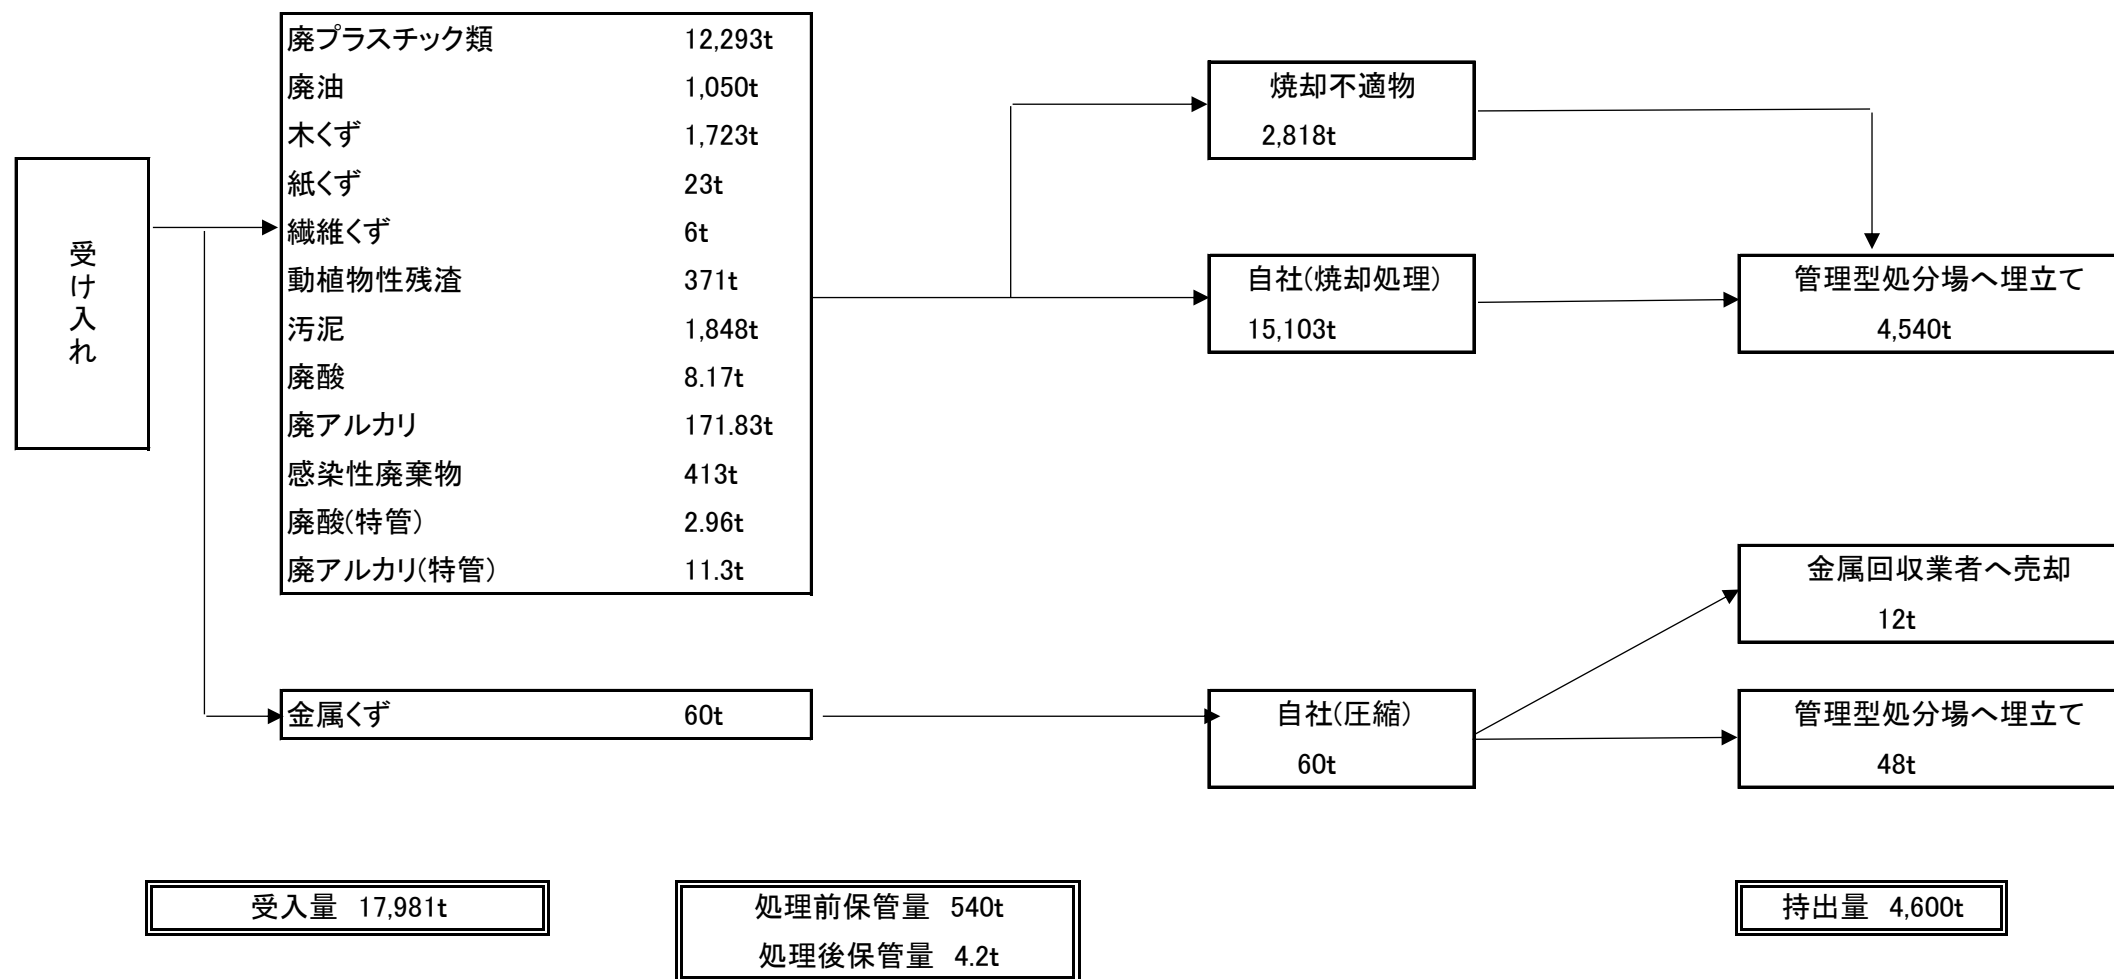 受け入れ
廃プラスチック類 12,293t
廃油 1,050t
木くず 1,723t
紙くず 23t
繊維くず 6t
動植物性残渣 371t
汚泥 1,848t
廃酸 8.17t
廃アルカリ 171.83t
感染性廃棄物 413t
廃酸(特管) 2.96t
廃アルカリ(特管) 11.3t
金属くず 60t
焼却不適物
2,818t
自社(焼却処理)
15,103t
自社(圧縮)
60t
管理型処分場へ埋立て
4,540t
金属回収業者へ売却
12t
管理型処分場へ埋立て
48t
受入量 17,981t
処理前保管量 540t
処理後保管量 4.2t
持出量 4,600t